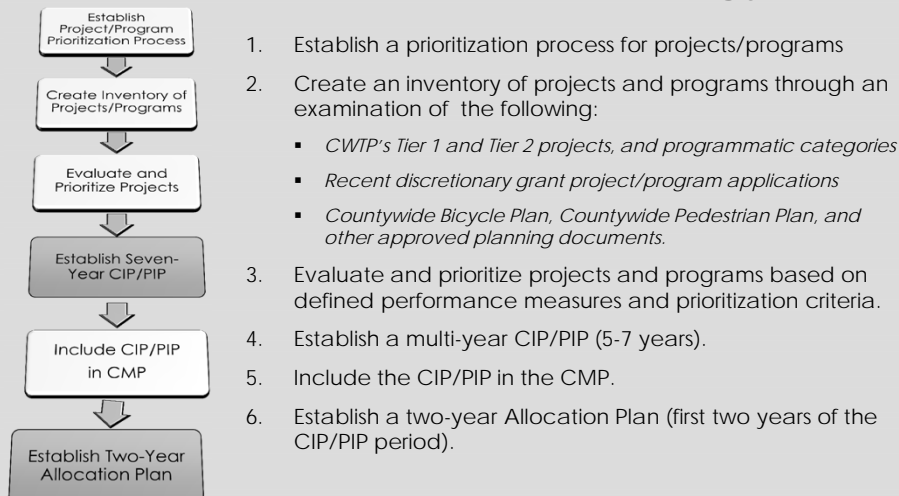 Establish
Project/Program
Prioritization Process
Create Inventory of
Projects/Programs
Evaluate and
Prioritize Projects
Establish Seven-
Year CIP/PIP
Include CIP/PIP
in CMP
Establish Two-Year
Allocation Plan
1. Establish a prioritization process for projects/programs
2. Create an inventory of projects and programs through an
examination of the following:
▪ CWTP's Tier 1 and Tier 2 projects, and programmatic categories
▪ Recent discretionary grant project/program applications
▪ Countywide Bicycle Plan, Countywide Pedestrian Plan, and
other approved planning documents.
3. Evaluate and prioritize projects and programs based on
defined performance measures and prioritization criteria.
4. Establish a multi-year CIP/PIP (5-7 years).
5. Include the CIP/PIP in the CMP.
6. Establish a two-year Allocation Plan (first two years of the
CIP/PIP period).